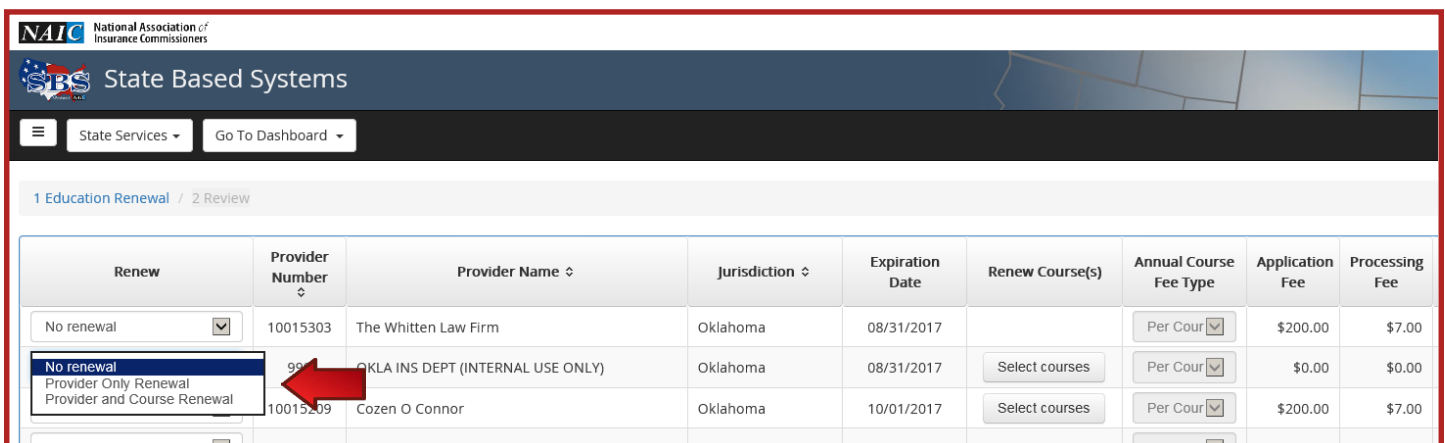 NAIC National Association of
Insurance Commissioners
SBS State Based Systems
State Services Go To Dashboard
1 Education Renewal / 2 Review
Renew Provider Number Provider Name Jurisdiction Expiration Date Renew Course(s) Annual Course Fee Type Application Fee Processing Fee
No renewal 10015303 The Whitten Law Firm Oklahoma 08/31/2017 Per Cour $200.00 $7.00
No renewal
Provider Only Renewal
Provider and Course Renewal
OKLA INS DEPT (INTERNAL USE ONLY) Oklahoma 08/31/2017 Select courses Per Cour $0.00 $0.00
10015209 Cozen O Connor Oklahoma 10/01/2017 Select courses Per Cour $200.00 $7.00